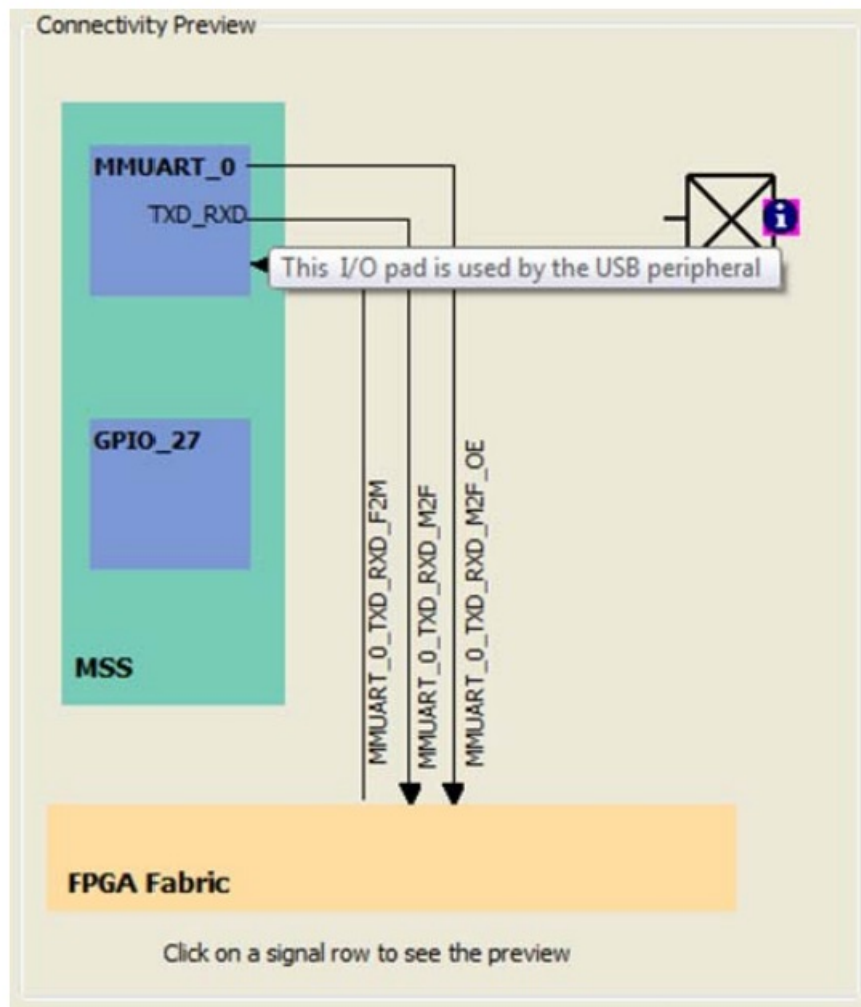 Connectivity Preview
MMUART_0
TXD_RXD
i
This I/O pad is used by the USB peripheral
GPIO_27
MMUART_0_TXD_RXD_F2M
MMUART_0_TXD_RXD_M2F
MMUART_0_TXD_RXD_M2F_OE
MSS
FPGA Fabric
Click on a signal row to see the preview